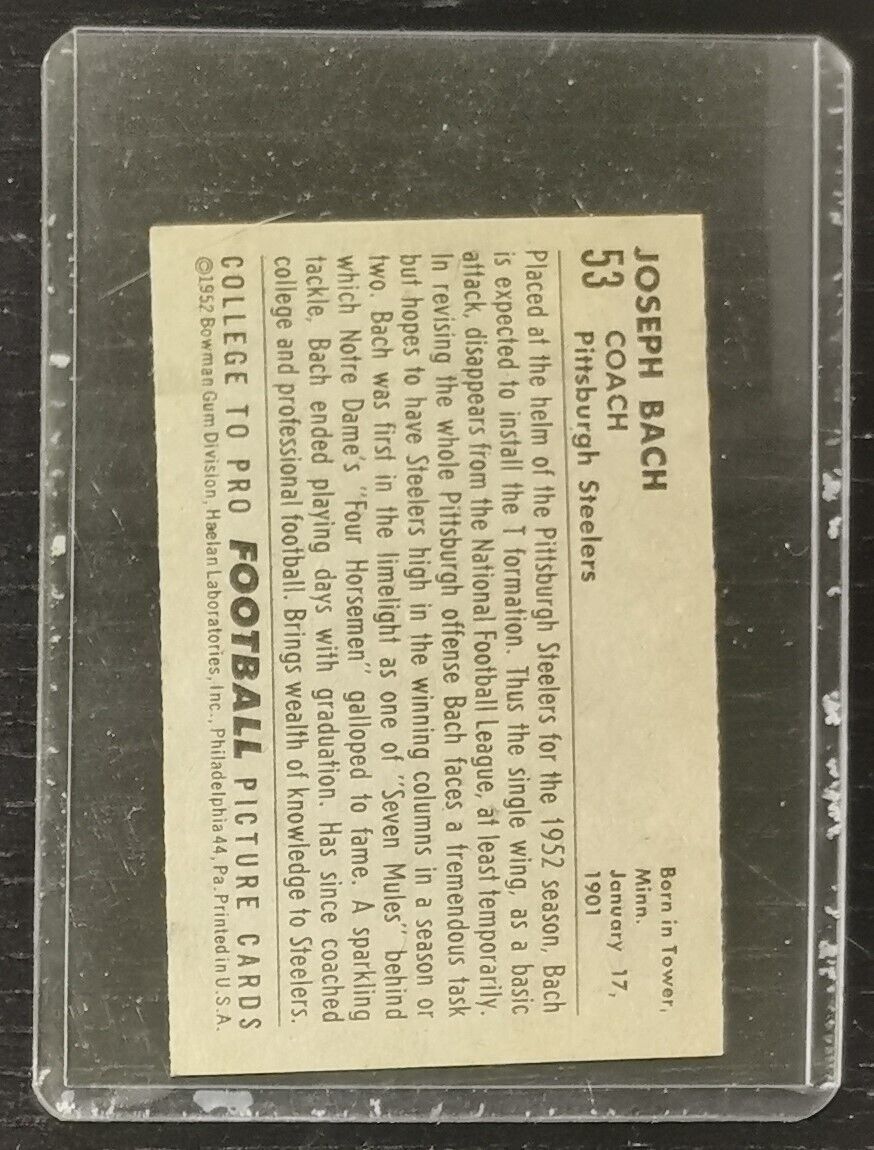 JOSEPH BACH
53 COACH
Pittsburgh Steelers
Born in Tower,
Minn.
January 17,
1901
Placed at the helm of the Pittsburgh Steelers for the 1952 season, Bach
is expected to install the T formation. Thus the single wing, as a basic
attack, disappears from the National Football League, at least temporarily.
In revising the whole Pittsburgh offense Bach faces a tremendous task
but hopes to have Steelers high in the winning columns in a season or
two. Bach was first in the limelight as one of "Seven Mules" behind
which Notre Dame's "Four Horsemen" galloped to fame. A sparkling
tackle, Bach ended playing days with graduation. Has since coached
college and professional football. Brings wealth of knowledge to Steelers.
COLLEGE TO PRO FOOTBALL PICTURE CARDS
©1952 Bowman Gum Division, Haelan Laboratories, Inc., Philadelphia 44, Pa. Printed in U.S.A.